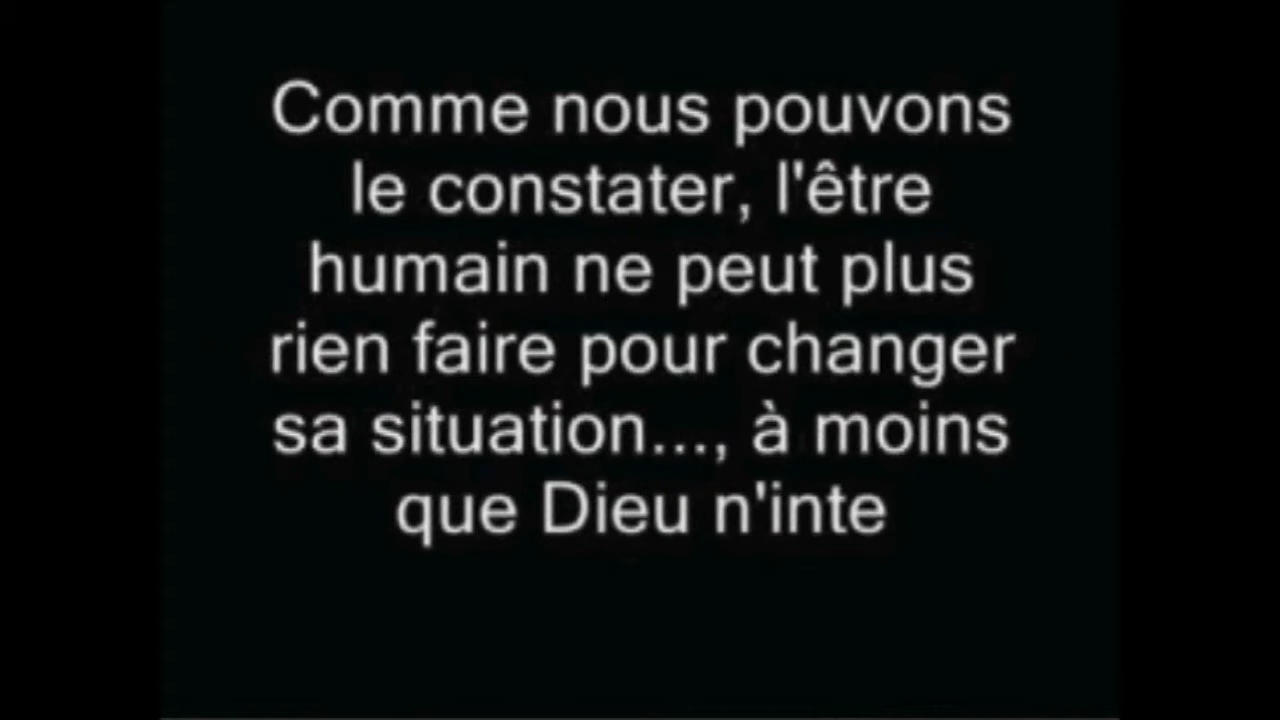 Comme nous pouvons
le constater, l'être
humain ne peut plus
rien faire pour changer
sa situation..., à moins
que Dieu n'inte